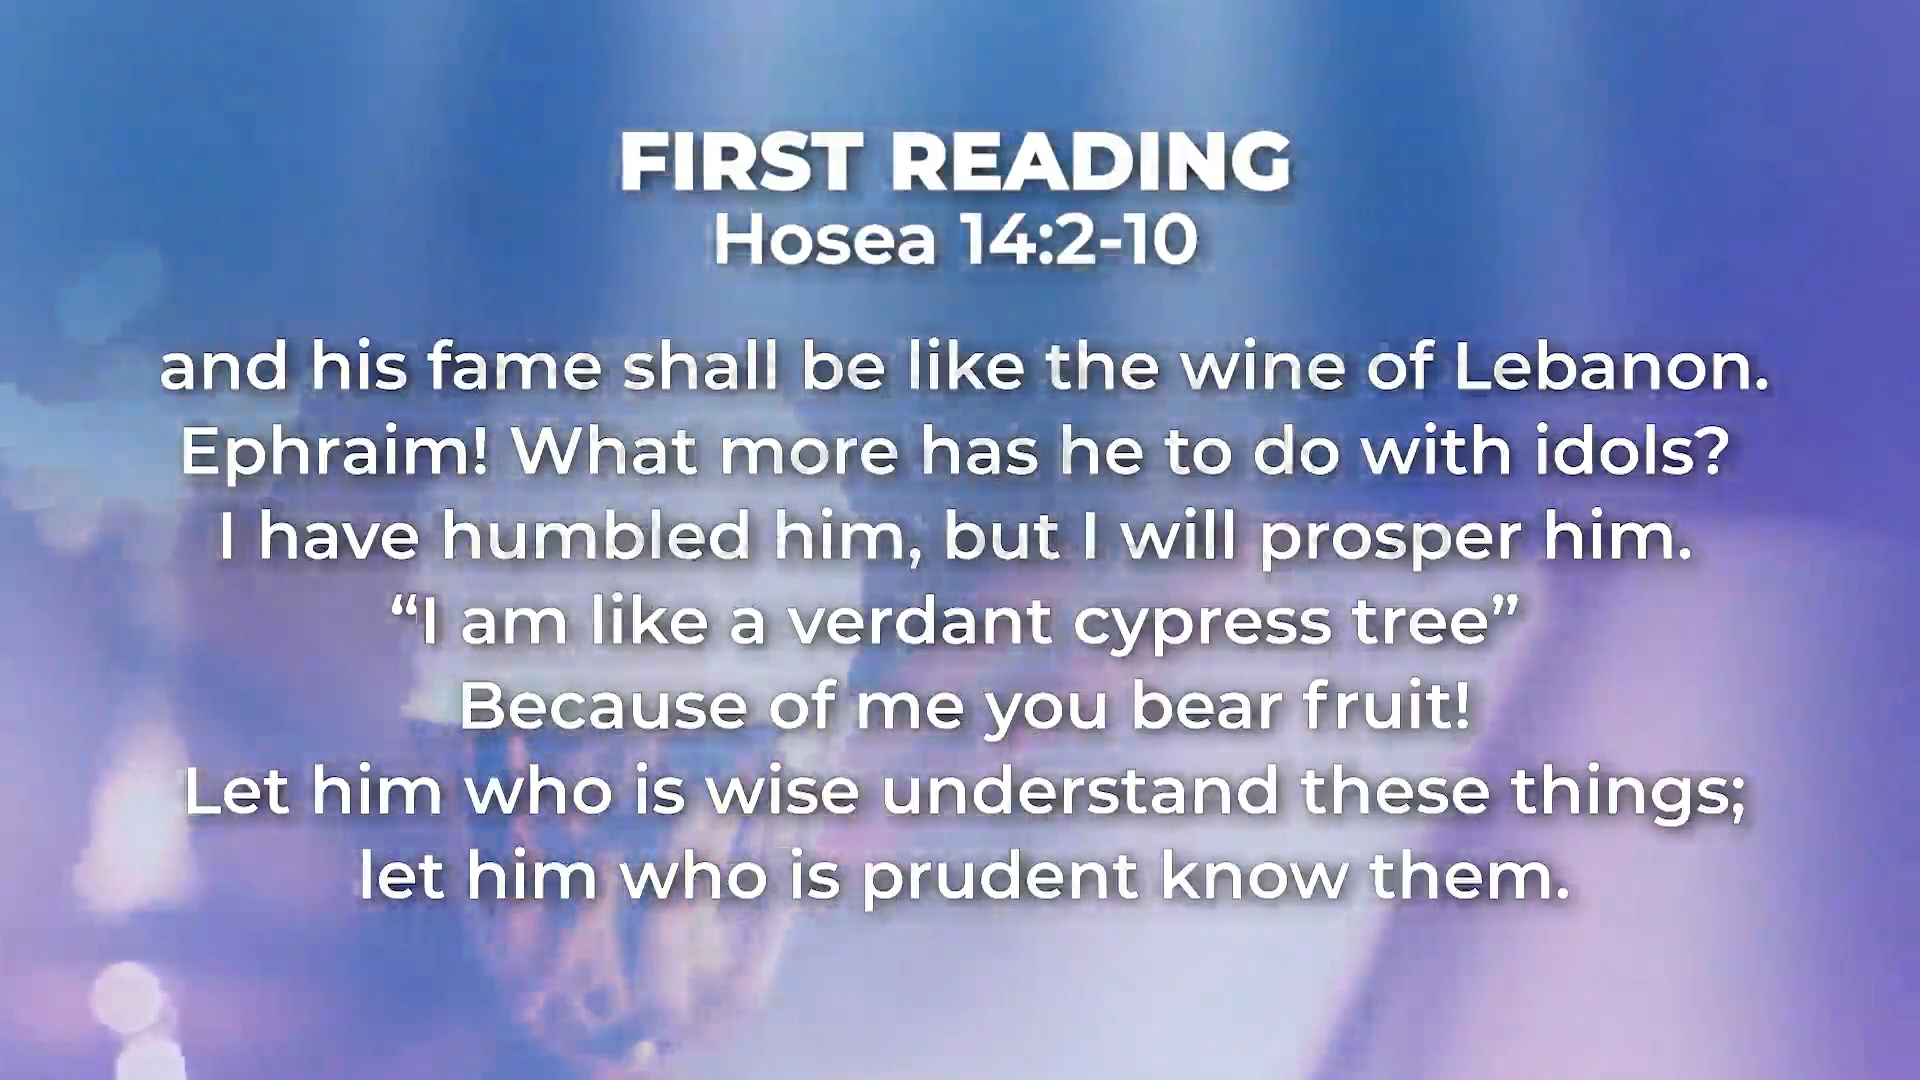 FIRST READING
Hosea 14:2-10
and his fame shall be like the wine of Lebanon.
Ephraim! What more has he to do with idols?
I have humbled him, but I will prosper him.
“I am like a verdant cypress tree”
Because of me you bear fruit!
Let him who is wise understand these things;
let him who is prudent know them.